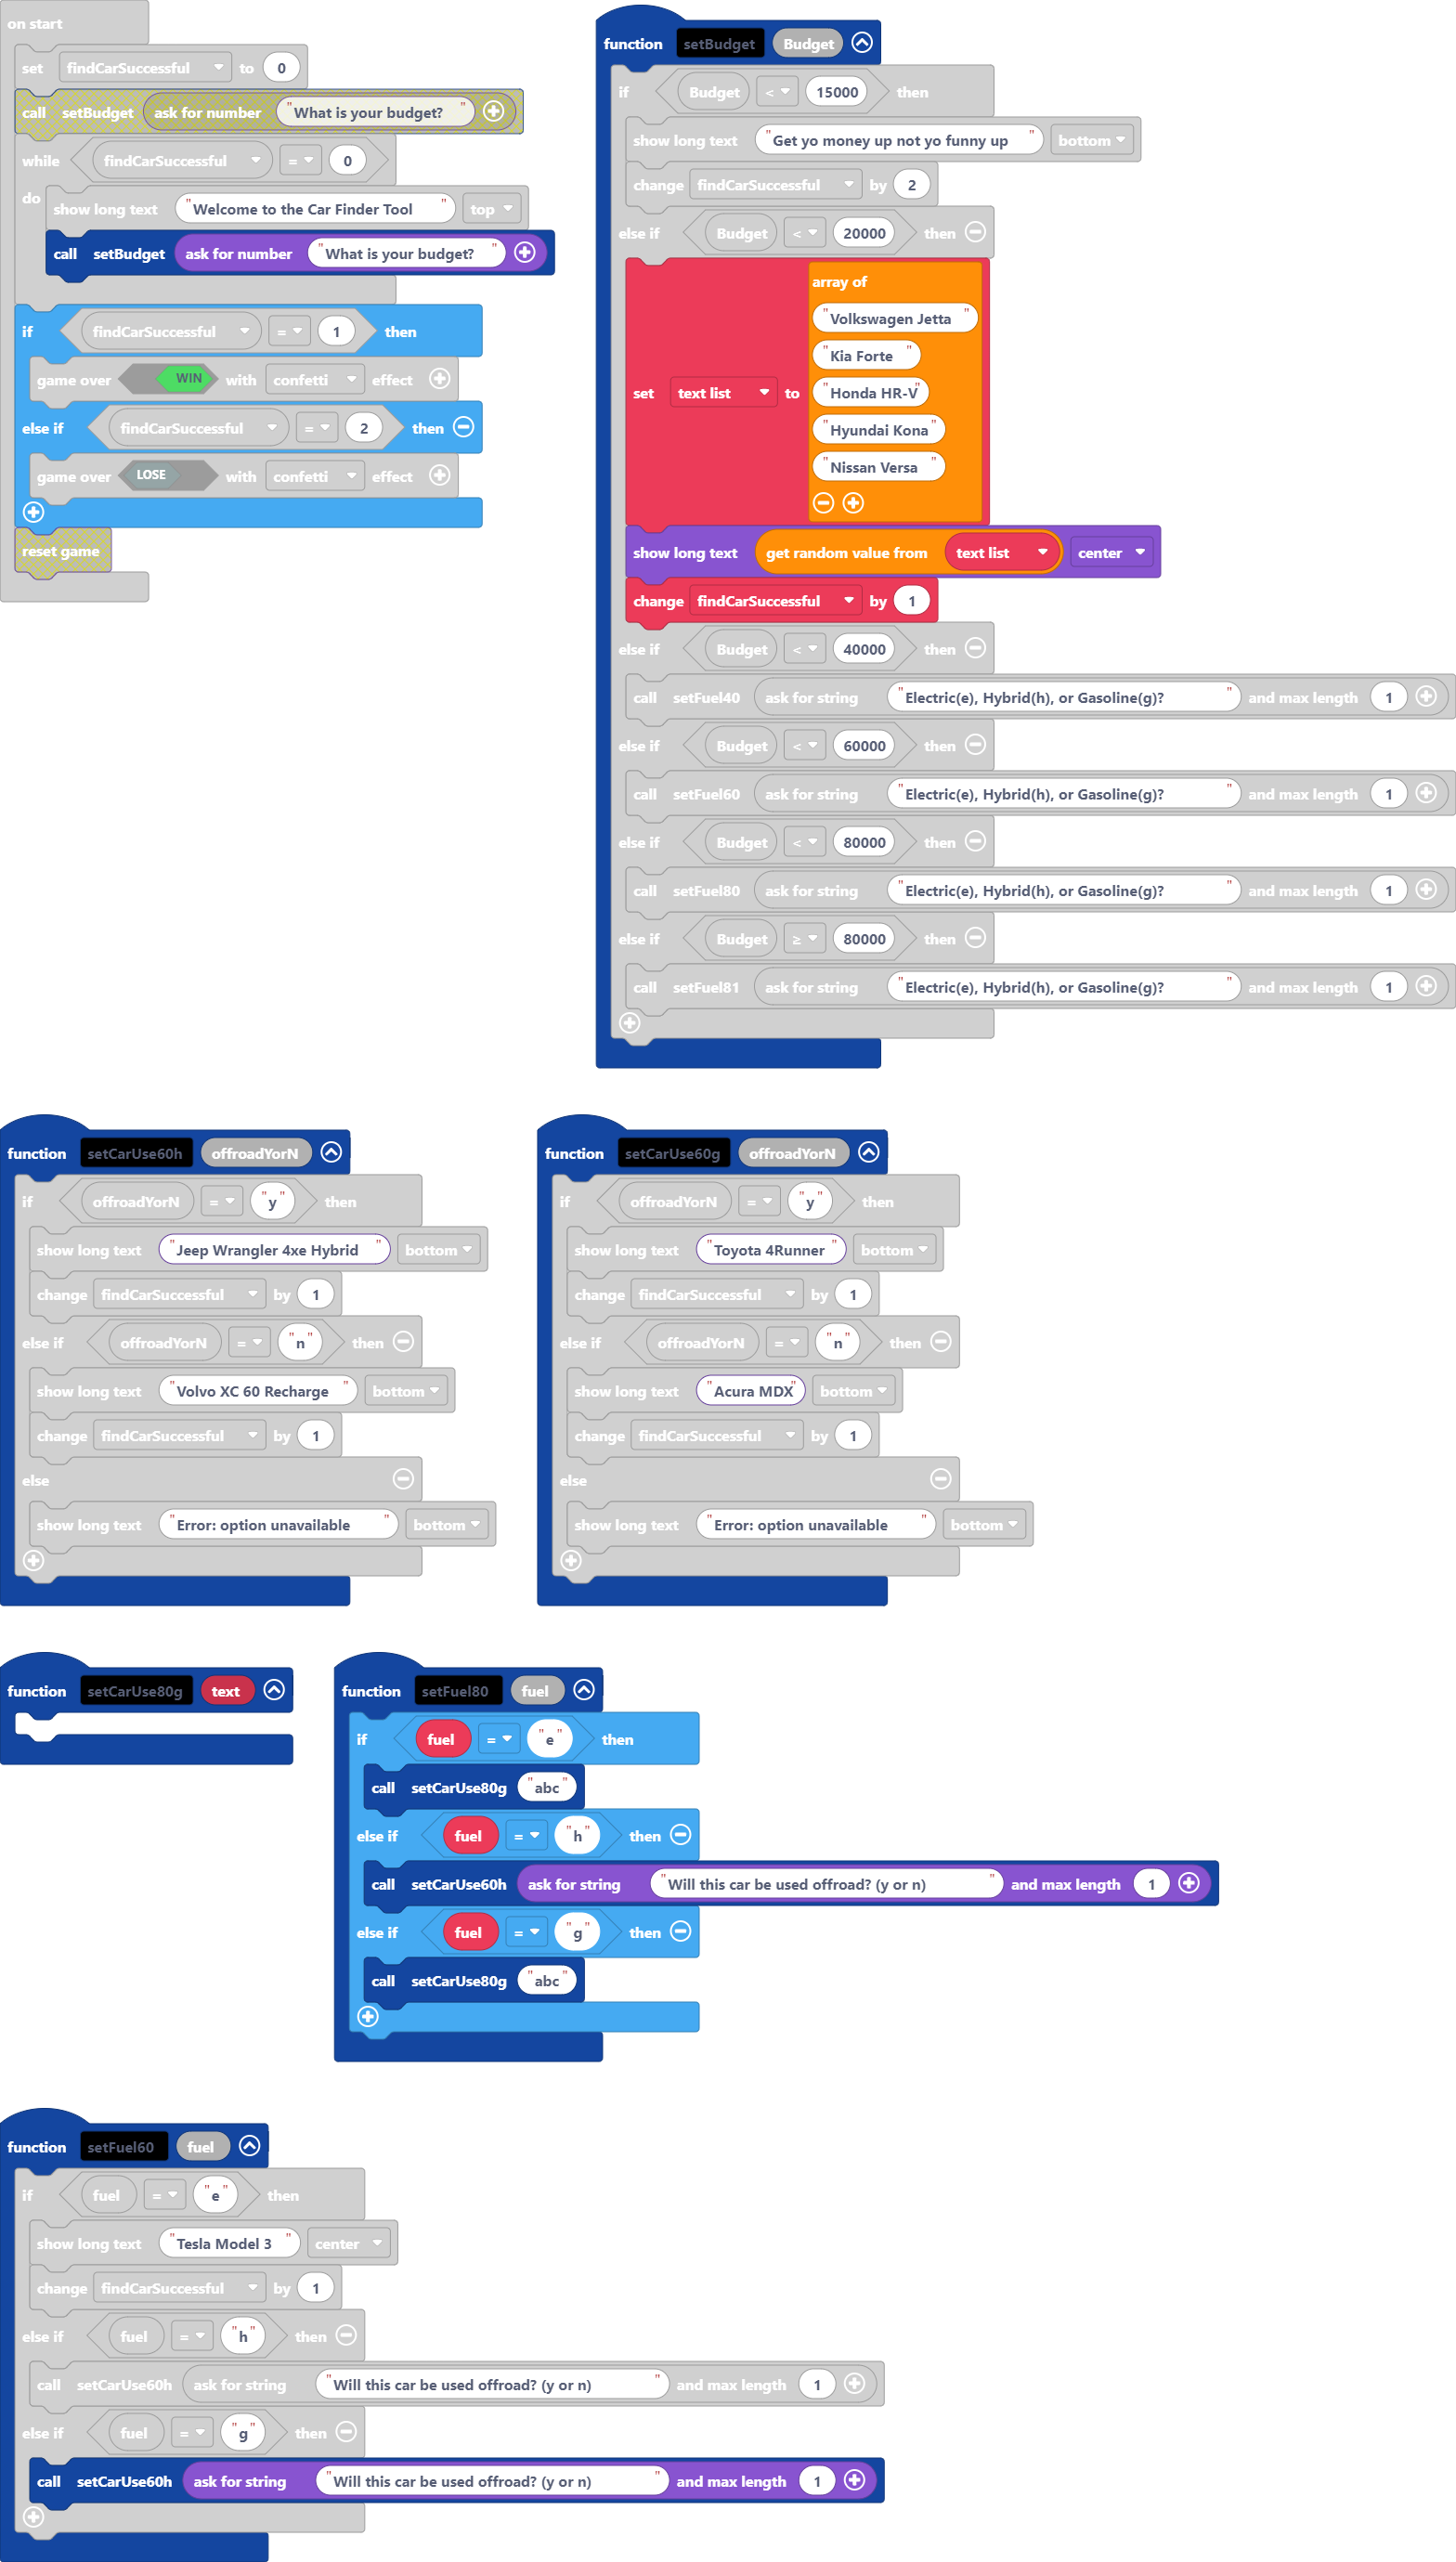 on start
set findCarSuccessful to 0
call setBudget ask for number "What is your budget?"
while findCarSuccessful = 0
do
show long text "Welcome to the Car Finder Tool" top
call setBudget ask for number "What is your budget?"
if findCarSuccessful = 1 then
game over WIN with confetti effect
else if findCarSuccessful = 2 then
game over LOSE with confetti effect
reset game
function setBudget Budget
if Budget < 15000 then
show long text "Get yo money up not yo funny up" bottom
change findCarSuccessful by 2
else if Budget < 20000 then
set text list to array of
"Volkswagen Jetta"
"Kia Forte"
"Honda HR-V"
"Hyundai Kona"
"Nissan Versa"
show long text get random value from text list center
change findCarSuccessful by 1
else if Budget < 40000 then
call setFuel40 ask for string "Electric(e), Hybrid(h), or Gasoline(g)?" and max length 1
else if Budget < 60000 then
call setFuel60 ask for string "Electric(e), Hybrid(h), or Gasoline(g)?" and max length 1
else if Budget < 80000 then
call setFuel80 ask for string "Electric(e), Hybrid(h), or Gasoline(g)?" and max length 1
else if Budget ≥ 80000 then
call setFuel81 ask for string "Electric(e), Hybrid(h), or Gasoline(g)?" and max length 1
function setCarUse60h offroadYorN
if offroadYorN = "y" then
show long text "Jeep Wrangler 4xe Hybrid" bottom
change findCarSuccessful by 1
else if offroadYorN = "n" then
show long text "Volvo XC 60 Recharge" bottom
change findCarSuccessful by 1
else
show long text "Error: option unavailable" bottom
function setCarUse60g offroadYorN
if offroadYorN = "y" then
show long text "Toyota 4Runner" bottom
change findCarSuccessful by 1
else if offroadYorN = "n" then
show long text "Acura MDX" bottom
change findCarSuccessful by 1
else
show long text "Error: option unavailable" bottom
function setCarUse80g text
function setFuel80 fuel
if fuel = "e" then
call setCarUse80g "abc"
else if fuel = "h" then
call setCarUse60h ask for string "Will this car be used offroad? (y or n)" and max length 1
else if fuel = "g" then
call setCarUse80g "abc"
function setFuel60 fuel
if fuel = "e" then
show long text "Tesla Model 3" center
change findCarSuccessful by 1
else if fuel = "h" then
call setCarUse60h ask for string "Will this car be used offroad? (y or n)" and max length 1
else if fuel = "g" then
call setCarUse60h ask for string "Will this car be used offroad? (y or n)" and max length 1